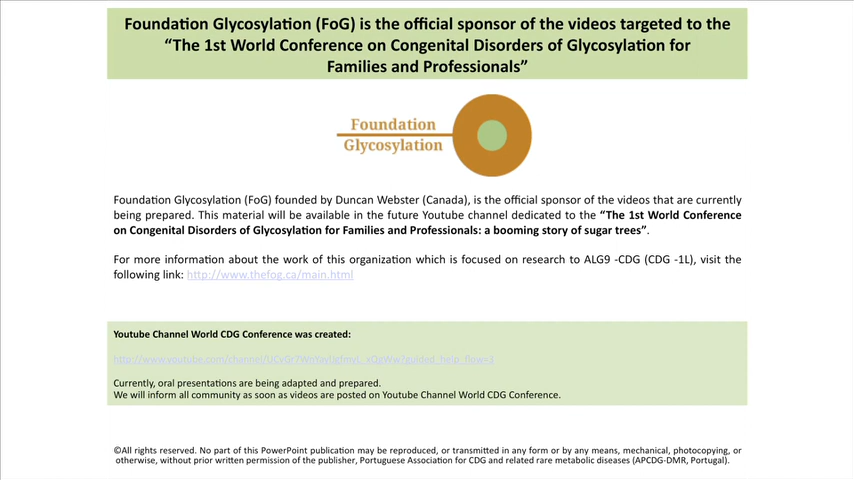 Foundation Glycosylation (FoG) is the official sponsor of the videos targeted to the
“The 1st World Conference on Congenital Disorders of Glycosylation for
Families and Professionals”
Foundation
Glycosylation
Foundation Glycosylation (FoG) founded by Duncan Webster (Canada), is the official sponsor of the videos that are currently
being prepared. This material will be available in the future Youtube channel dedicated to the “The 1st World Conference
on Congenital Disorders of Glycosylation for Families and Professionals: a booming story of sugar trees”.
For more information about the work of this organization which is focused on research to ALG9 -CDG (CDG -1L), visit the
following link: http://www.thefog.ca/main.html
Youtube Channel World CDG Conference was created:
Currently, oral presentations are being adapted and prepared.
We will inform all community as soon as videos are posted on Youtube Channel World CDG Conference.
©All rights reserved. No part of this PowerPoint publication may be reproduced, or transmitted in any form or by any means, mechanical, photocopying, or
otherwise, without prior written permission of the publisher, Portuguese Association for CDG and related rare metabolic diseases (APCDG-DMR, Portugal).